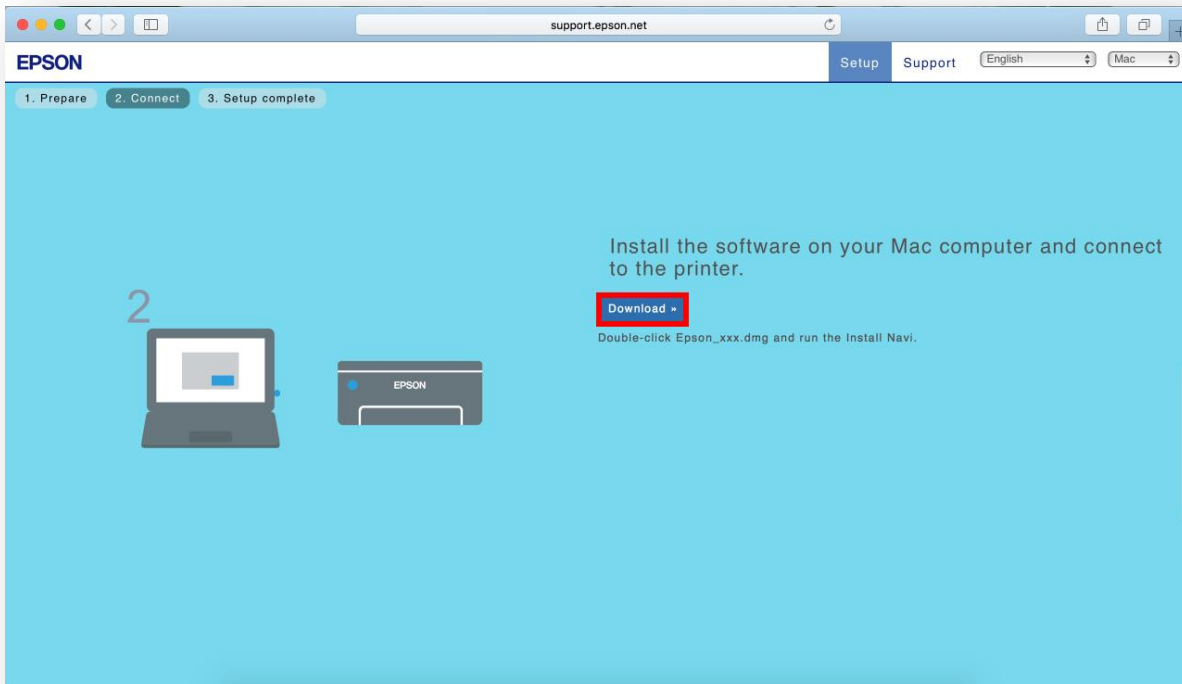 support.epson.net
EPSON
Setup
Support
English
Mac
1. Prepare
2. Connect
3. Setup complete
Install the software on your Mac computer and connect
to the printer.
Download »
Double-click Epson_xxx.dmg and run the Install Navi.
2
EPSON